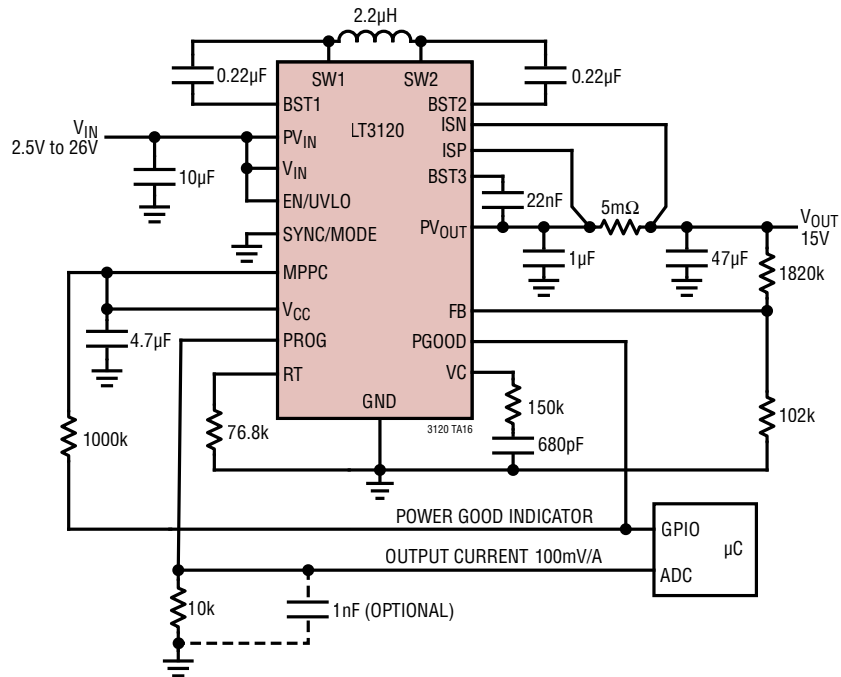 2.2µH
0.22µF
SW1
SW2
0.22µF
BST1
BST2
VIN
2.5V to 26V
PVIN
LT3120
ISN
ISP
VIN
BST3
10µF
EN/UVLO
22nF
5mΩ
SYNC/MODE
PVOUT
VOUT
15V
1µF
47µF
1820k
MPPC
VCC
FB
4.7µF
PROG
PGOOD
RT
VC
GND
150k
102k
1000k
76.8k
3120 TA16
680pF
POWER GOOD INDICATOR
GPIO
µC
OUTPUT CURRENT 100mV/A
ADC
10k
1nF (OPTIONAL)